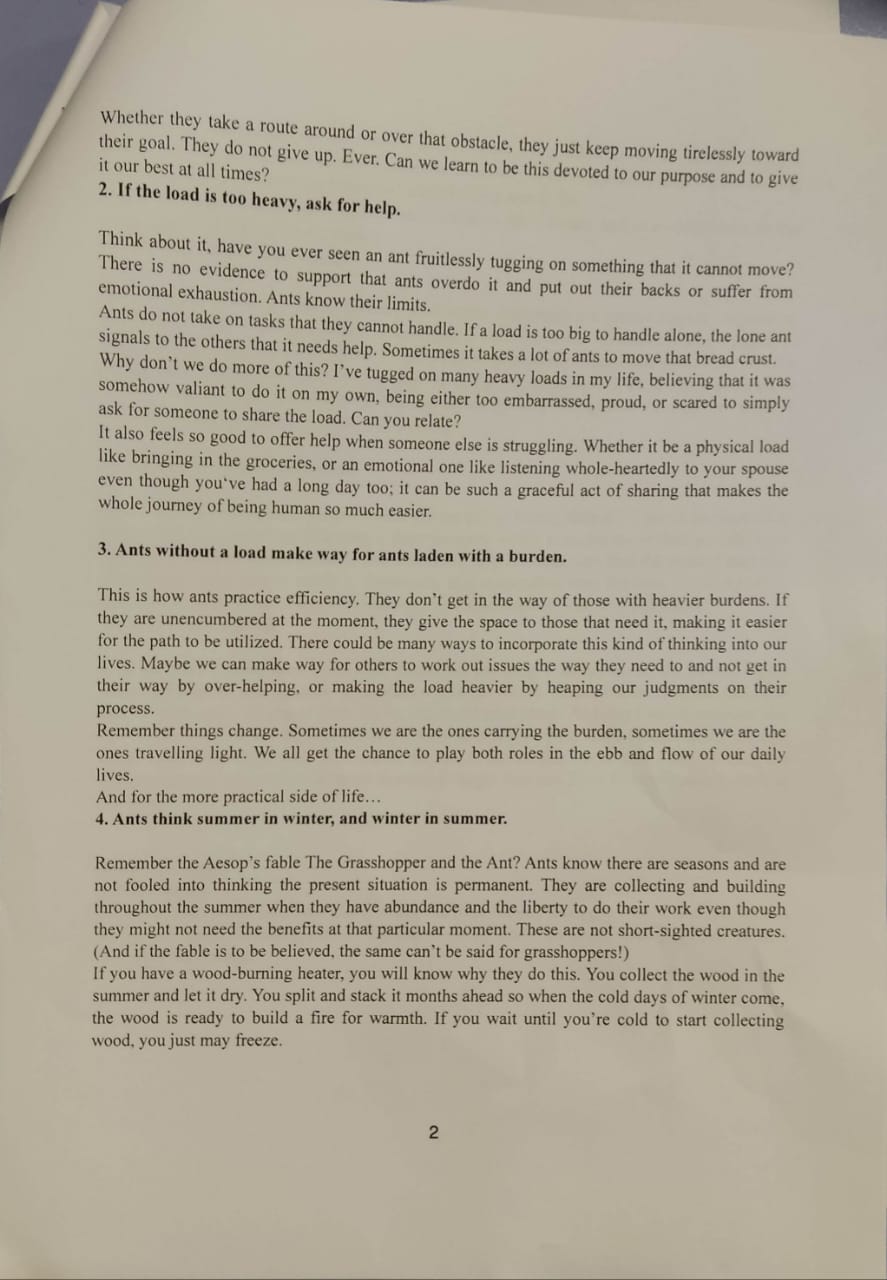 Whether they take a route around or over that obstacle, they just keep moving tirelessly toward
their goal. They do not give up. Ever. Can we learn to be this devoted to our purpose and to give
it our best at all times?
2. If the load is too heavy, ask for help.
Think about it, have you ever seen an ant fruitlessly tugging on something that it cannot move?
There is no evidence to support that ants overdo it and put out their backs or suffer from
emotional exhaustion. Ants know their limits.
Ants do not take on tasks that they cannot handle. If a load is too big to handle alone, the lone ant
signals to the others that it needs help. Sometimes it takes a lot of ants to move that bread crust.
Why don't we do more of this? I've tugged on many heavy loads in my life, believing that it was
somehow valiant to do it on my own, being either too embarrassed, proud, or scared to simply
ask for someone to share the load. Can you relate?
It also feels so good to offer help when someone else is struggling. Whether it be a physical load
like bringing in the groceries, or an emotional one like listening whole-heartedly to your spouse
even though you've had a long day too; it can be such a graceful act of sharing that makes the
whole journey of being human so much easier.
3. Ants without a load make way for ants laden with a burden.
This is how ants practice efficiency. They don't get in the way of those with heavier burdens. If
they are unencumbered at the moment, they give the space to those that need it, making it easier
for the path to be utilized. There could be many ways to incorporate this kind of thinking into our
lives. Maybe we can make way for others to work out issues the way they need to and not get in
their way by over-helping, or making the load heavier by heaping our judgments on their
process.
Remember things change. Sometimes we are the ones carrying the burden, sometimes we are the
ones travelling light. We all get the chance to play both roles in the ebb and flow of our daily
lives.
And for the more practical side of life…
4. Ants think summer in winter, and winter in summer.
Remember the Aesop's fable The Grasshopper and the Ant? Ants know there are seasons and are
not fooled into thinking the present situation is permanent. They are collecting and building
throughout the summer when they have abundance and the liberty to do their work even though
they might not need the benefits at that particular moment. These are not short-sighted creatures.
(And if the fable is to be believed, the same can't be said for grasshoppers!)
If you have a wood-burning heater, you will know why they do this. You collect the wood in the
summer and let it dry. You split and stack it months ahead so when the cold days of winter come,
the wood is ready to build a fire for warmth. If you wait until you're cold to start collecting
wood, you just may freeze.
2